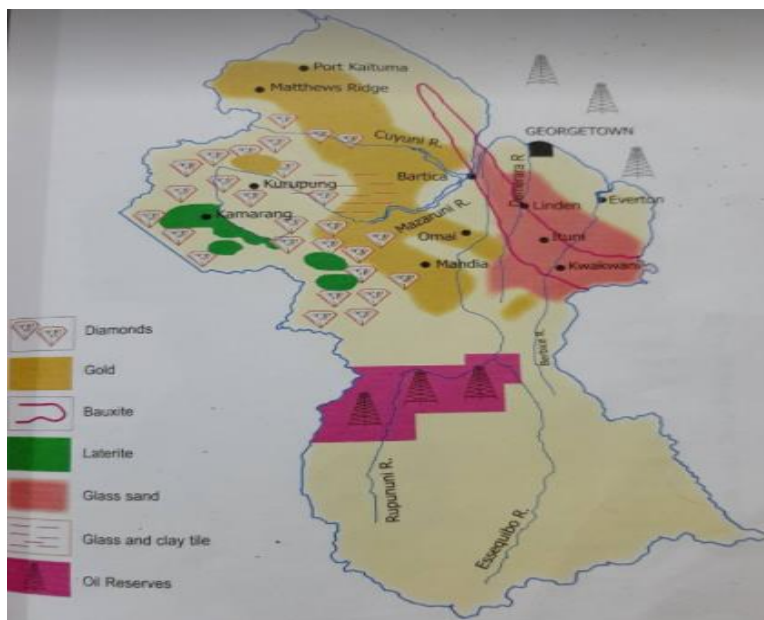 Port Kaituma
Matthews Ridge
Cuyuni R.
GEORGETOWN
Demerara R.
Bartica
Kurupung
Linden
Everton
Kamarang
Mazaruni R.
Omai
Ituni
Mahdia
Kwakwani
Berbice R.
Diamonds
Gold
Bauxite
Laterite
Glass sand
Glass and clay tile
Oil Reserves
Rupununi R.
Essequibo R.